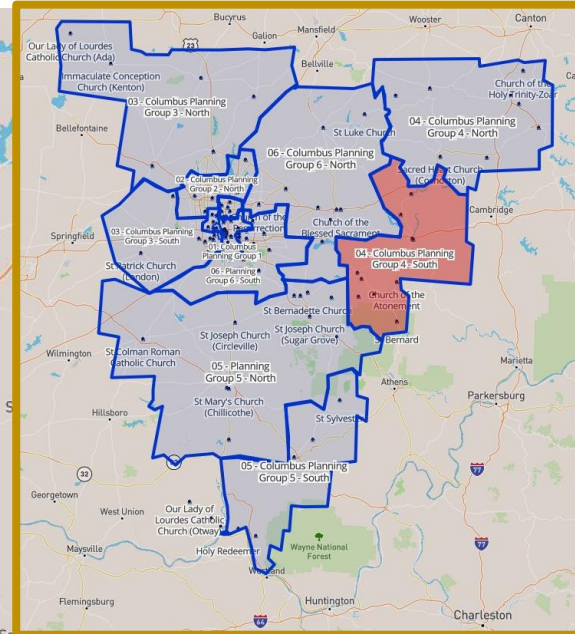 Bucyrus
Wooster
Canton
Mansfield
Galion
Our Lady of Lourdes
Catholic Church (Ada)
23
Bellville
Immaculate Conception
Church (Kenton)
Church of the
Holy Trinity-Zoar
03 - Columbus Planning
Group 3 - North
04 - Columbus Planning
Group 4 - North
Bellefontaine
St Luke Church
06 - Columbus Planning
Group 6 - North
Sacred Heart Church
02 - Columbus Planning
Group 2 - North
Cambridge
03 - Columbus Planning
Group 3 - South
Church of the
Blessed Sacrament
Springfield
01 - Columbus
Planning Group 1
04 - Columbus Planning
Group 4 - South
St Patrick Church
(London)
06 - Planning
Group 6 - South
Church of the
Atonement
St Bernadette Church
St Joseph Church
(Circleville)
St Joseph Church
(Sugar Grove)
St Bernard
Wilmington
St Colman Roman
Catholic Church
Marietta
05 - Planning
Group 5 - North
Athens
Parkersburg
St Mary's Church
(Chillicothe)
Hillsboro
St Sylvest
77
32
05 - Columbus Planning
Group 5 - South
Georgetown
West Union
Our Lady of
Lourdes Catholic
Church (Otway)
Holy Redeemer
Wayne National
Forest
77
Maysville
Flemingsburg
Huntington
64
Charleston